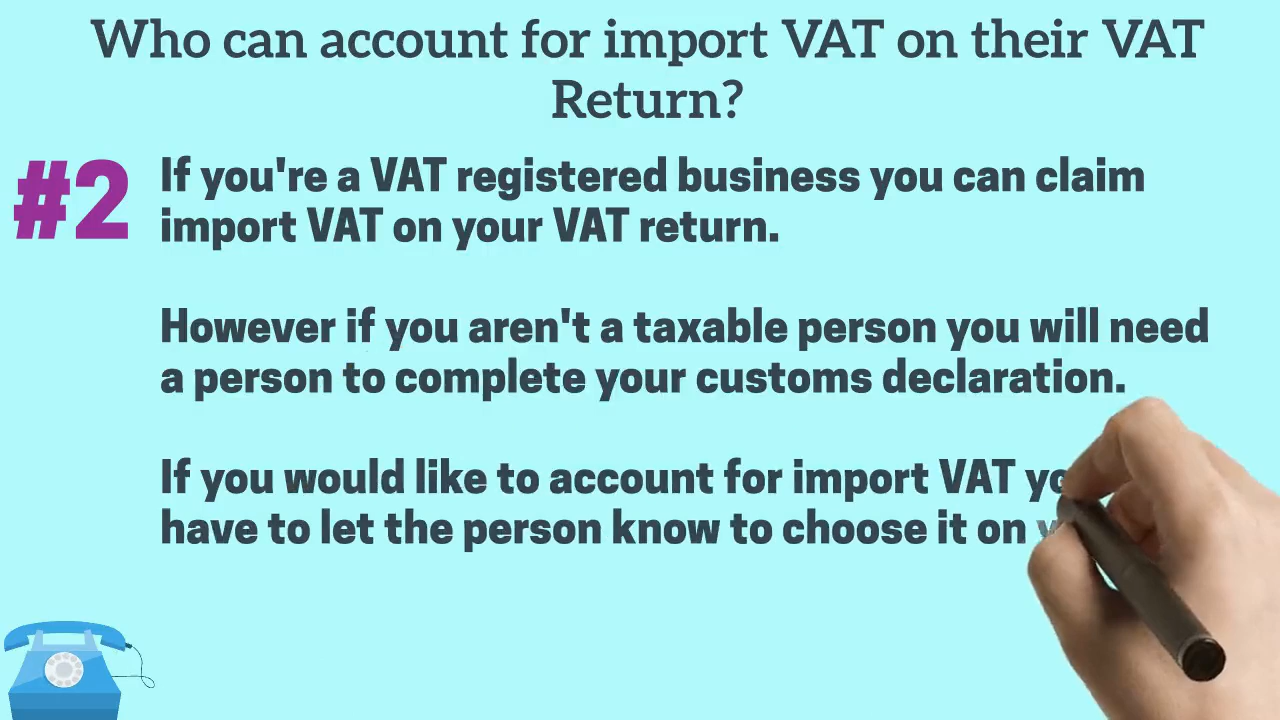 Who can account for import VAT on their VAT
Return?
#2
If you're a VAT registered business you can claim
import VAT on your VAT return.
However if you aren't a taxable person you will need
a person to complete your customs declaration.
If you would like to account for import VAT
have to let the person know to choose it on